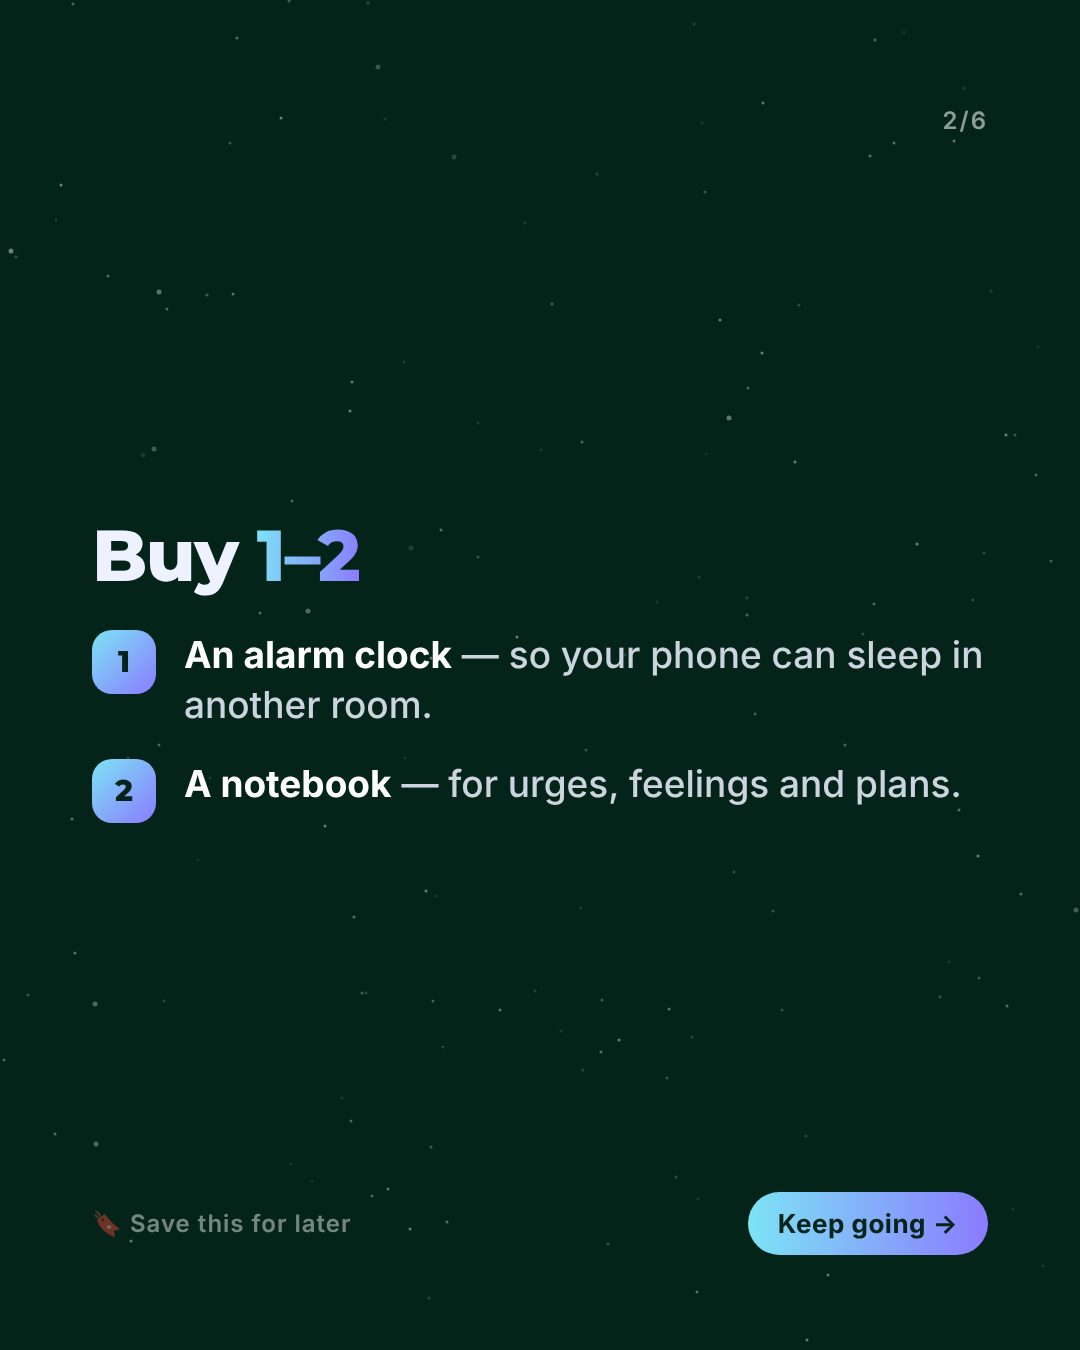 2/6
Buy 1–2
1 An alarm clock — so your phone can sleep in
another room.
2 A notebook — for urges, feelings and plans.
🔖 Save this for later
Keep going →